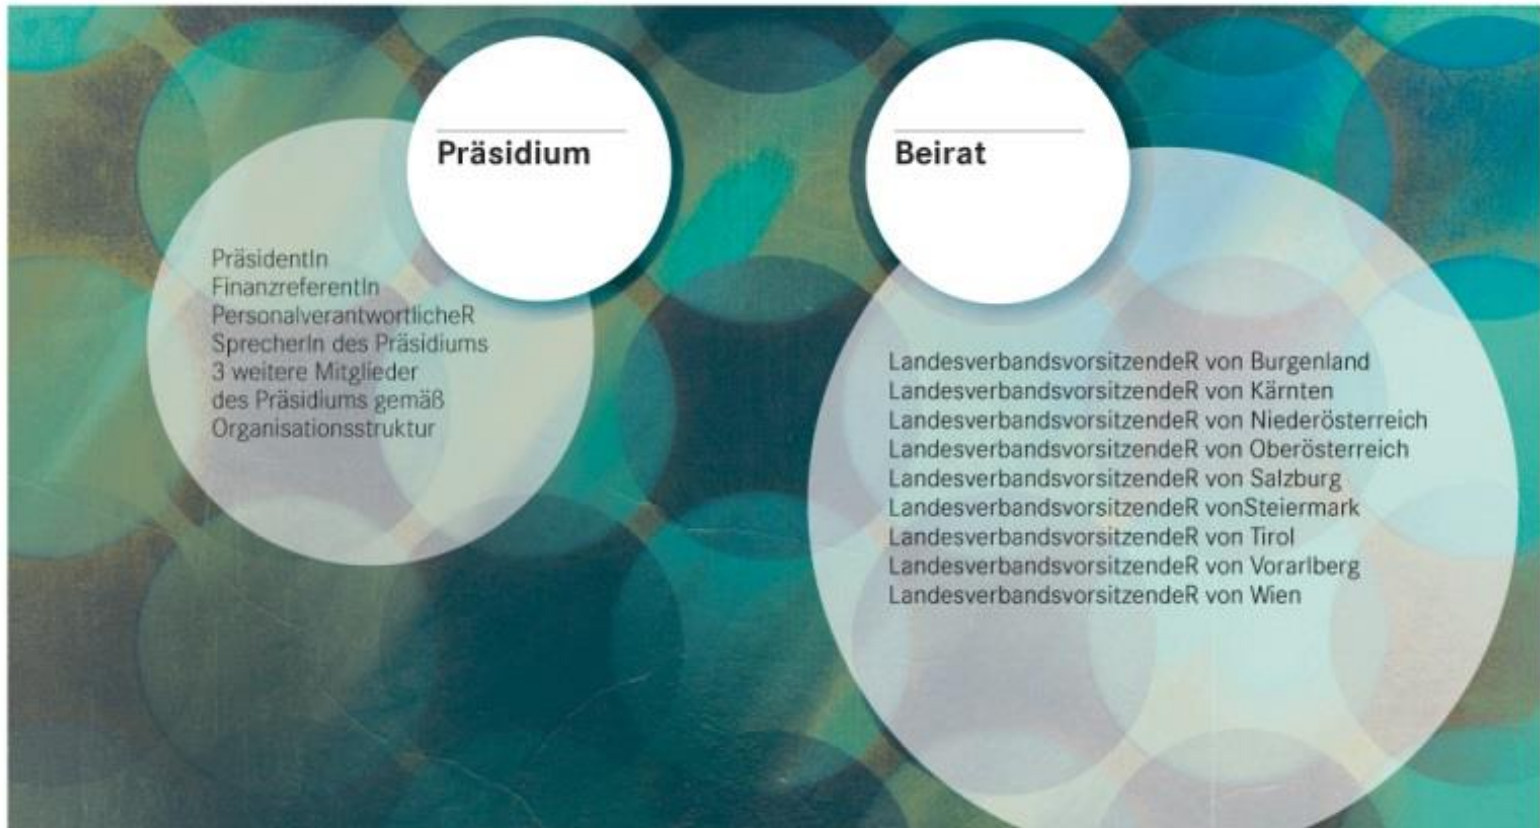 Präsidium
PräsidentIn
FinanzreferentIn
PersonalverantwortlicheR
SprecherIn des Präsidiums
3 weitere Mitglieder
des Präsidiums gemäß
Organisationsstruktur
Beirat
LandesverbandsvorsitzendeR von Burgenland
LandesverbandsvorsitzendeR von Kärnten
LandesverbandsvorsitzendeR von Niederösterreich
LandesverbandsvorsitzendeR von Oberösterreich
LandesverbandsvorsitzendeR von Salzburg
LandesverbandsvorsitzendeR vonSteiermark
LandesverbandsvorsitzendeR von Tirol
LandesverbandsvorsitzendeR von Vorarlberg
LandesverbandsvorsitzendeR von Wien